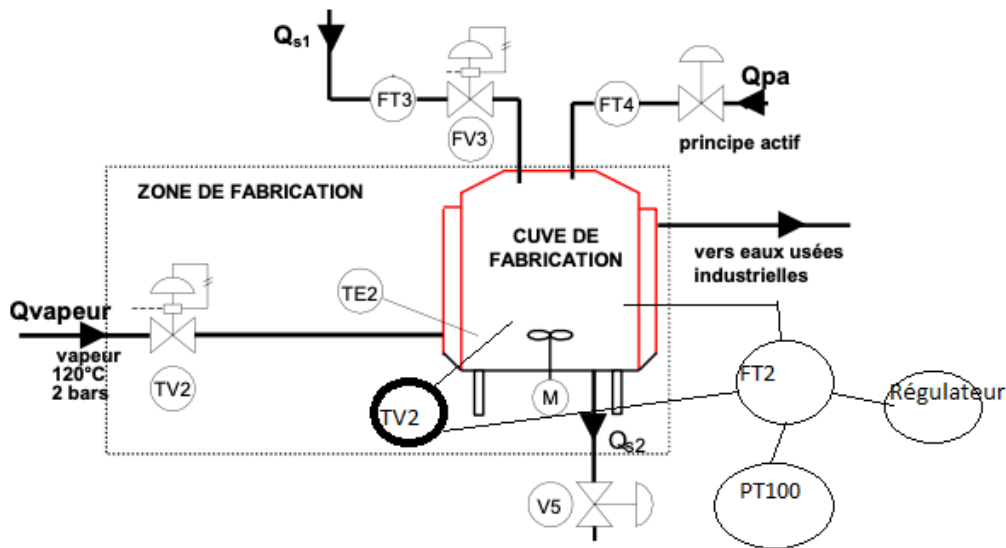 Qs1
FT3
FV3
FT4
Qpa
principe actif
ZONE DE FABRICATION
CUVE DE
FABRICATION
vers eaux usées
industrielles
TE2
Qvapeur
vapeur
120°C
2 bars
TV2
TV2
M
FT2
Régulateur
Qs2
V5
PT100